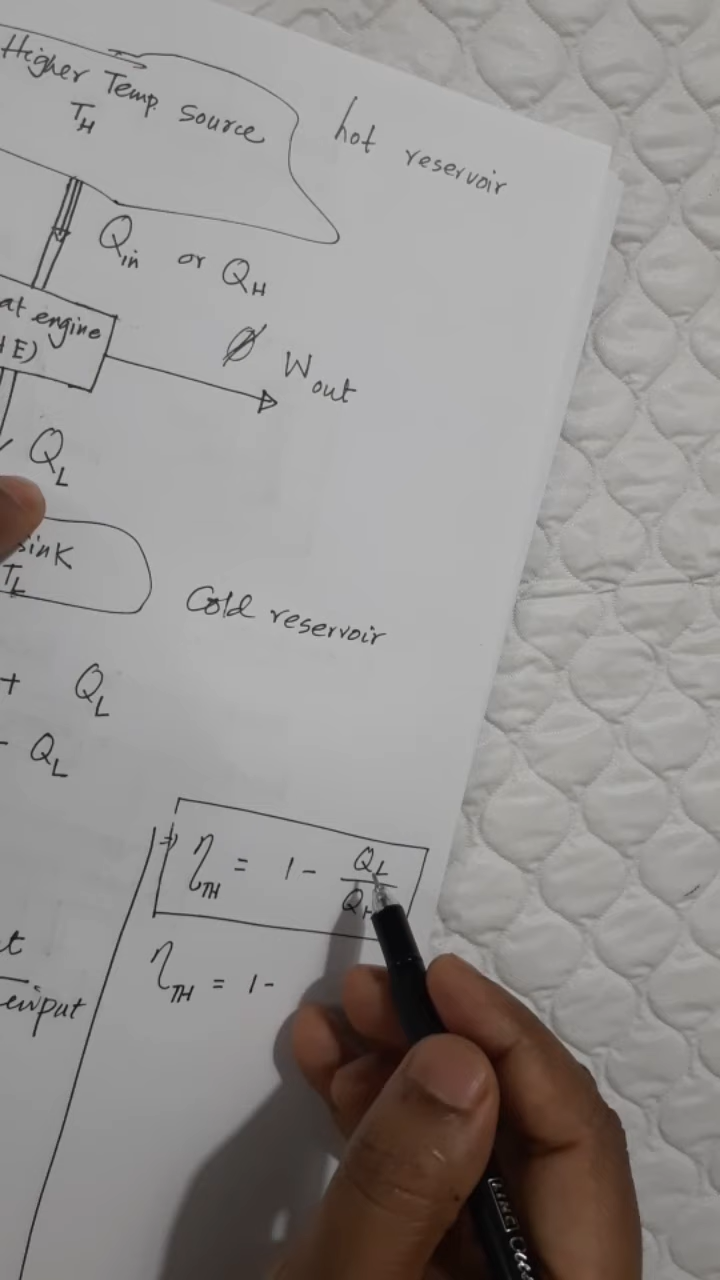 Higher Temp. Source
T_H
hot reservoir
Q_in or Q_H
at engine
E)
W_out
Q_L
sink
T_L
Cold reservoir
+ Q_L
- Q_L
η_TH = 1 - Q_L / Q_H
η_TH = 1 -
put